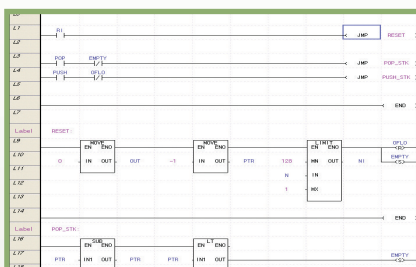 L1 RI JMP RESET
L2
L3 POP EMPTY JMP POP_STK
L4 PUSH OFLO JMP PUSH_STK
L5
L6 END
L7
Label RESET:
L9 MOVE EN ENO MOVE EN ENO LIMIT EN ENO OFLO <R>
L10 0 IN OUT OUT -1 IN OUT PTR 128 MN OUT NI EMPTY <S>
L11 N IN
L12 1 MX
L13
L14 END
Label POP_STK:
L16 SUB EN ENO LT EN ENO
L17 PTR IN1 OUT PTR PTR IN1 OUT EMPTY <S>